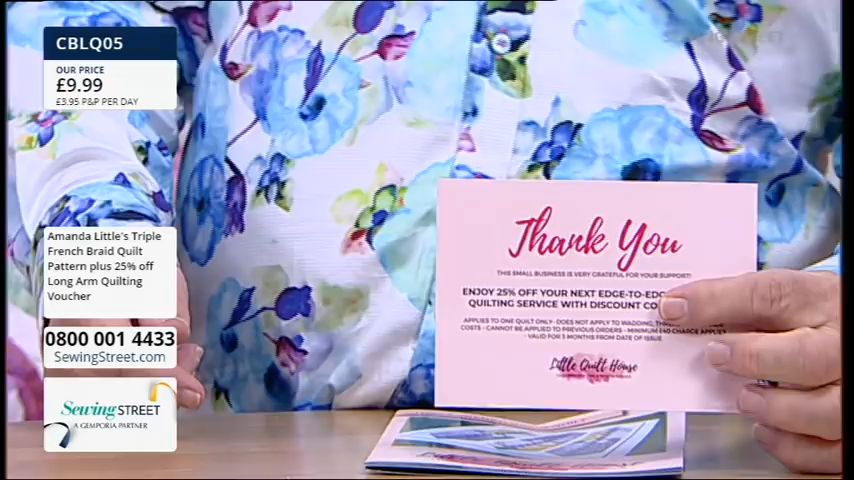 CBLQ05
OUR PRICE
£9.99
£3.95 P&P PER DAY
Amanda Little's Triple
French Braid Quilt
Pattern plus 25% off
Long Arm Quilting
Voucher
0800 001 4433
SewingStreet.com
Sewing STREET
A GEMPORIA PARTNER
Thank You
THIS SMALL BUSINESS IS VERY GRATEFUL FOR YOUR SUPPORT!
ENJOY 25% OFF YOUR NEXT EDGE-TO-EDGE
QUILTING SERVICE WITH DISCOUNT
APPLIES TO ONE QUILT ONLY - DOES NOT APPLY TO WADDING,
COSTS - CANNOT BE APPLIED TO PREVIOUS ORDERS - MINIMUM CHARGE APPLIES
- VALID FOR 3 MONTHS FROM DATE OF ISSUE
Little Quilt House